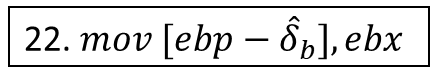 22. mov [ebp − δ̂_b], ebx